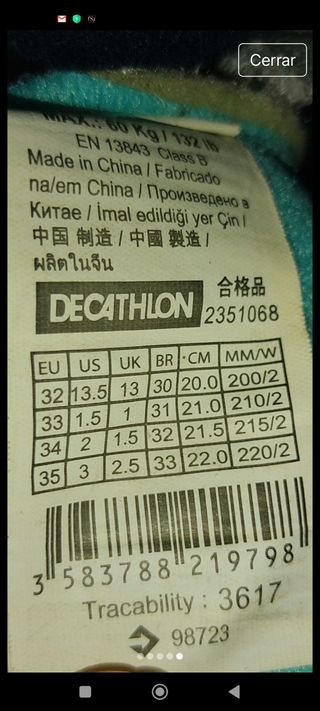 Cerrar
MAX.: 60 Kg / 132 lb
EN 13843 Class B
Made in China / Fabricado
na/em China / Произведено в
Китае / İmal edildiği yer Çin /
中国 制造 / 中國 製造 /
ผลิตในจีน
DECATHLON 合格品
2351068
EU US UK BR *CM MM/W
32 13.5 13 30 20.0 200/2
33 1.5 1 31 21.0 210/2
34 2 1.5 32 21.5 215/2
35 3 2.5 33 22.0 220/2
3 583788 219798
Tracability : 3617
98723